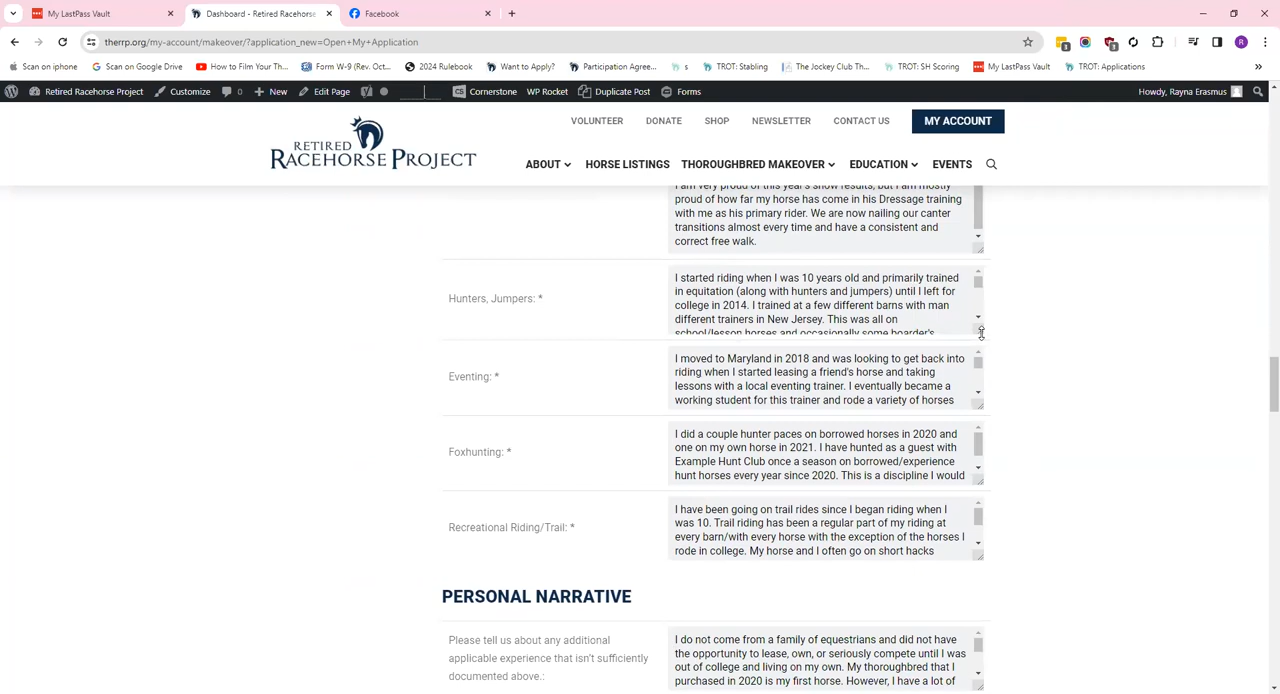 My LastPass Vault
Dashboard - Retired Racehorse
Facebook
therrp.org/my-account/makeover/?application_new=Open+My+Application
Scan on iphone
Scan on Google Drive
How to Film Your Th...
Form W-9 (Rev. Oct...
2024 Rulebook
Want to Apply?
Participation Agree...
s
TROT: Stabling
The Jockey Club Th...
TROT: SH Scoring
My LastPass Vault
TROT: Applications
Retired Racehorse Project
Customize
0
New
Edit Page
Cornerstone
WP Rocket
Duplicate Post
Forms
Howdy, Rayna Erasmus
RETIRED
RACEHORSE PROJECT
VOLUNTEER DONATE SHOP NEWSLETTER CONTACT US MY ACCOUNT
ABOUT HORSE LISTINGS THOROUGHBRED MAKEOVER EDUCATION EVENTS
I am very proud of this year's show results, but I am mostly
proud of how far my horse has come in his Dressage training
with me as his primary rider. We are now nailing our canter
transitions almost every time and have a consistent and
correct free walk.
Hunters, Jumpers: *
I started riding when I was 10 years old and primarily trained
in equitation (along with hunters and jumpers) until I left for
college in 2014. I trained at a few different barns with man
different trainers in New Jersey. This was all on
school/lesson horses and occasionally some boarder's
Eventing: *
I moved to Maryland in 2018 and was looking to get back into
riding when I started leasing a friend's horse and taking
lessons with a local eventing trainer. I eventually became a
working student for this trainer and rode a variety of horses
Foxhunting: *
I did a couple hunter paces on borrowed horses in 2020 and
one on my own horse in 2021. I have hunted as a guest with
Example Hunt Club once a season on borrowed/experience
hunt horses every year since 2020. This is a discipline I would
Recreational Riding/Trail: *
I have been going on trail rides since I began riding when I
was 10. Trail riding has been a regular part of my riding at
every barn/with every horse with the exception of the horses I
rode in college. My horse and I often go on short hacks
PERSONAL NARRATIVE
Please tell us about any additional
applicable experience that isn't sufficiently
documented above.:
I do not come from a family of equestrians and did not have
the opportunity to lease, own, or seriously compete until I was
out of college and living on my own. My thoroughbred that I
purchased in 2020 is my first horse. However, I have a lot of